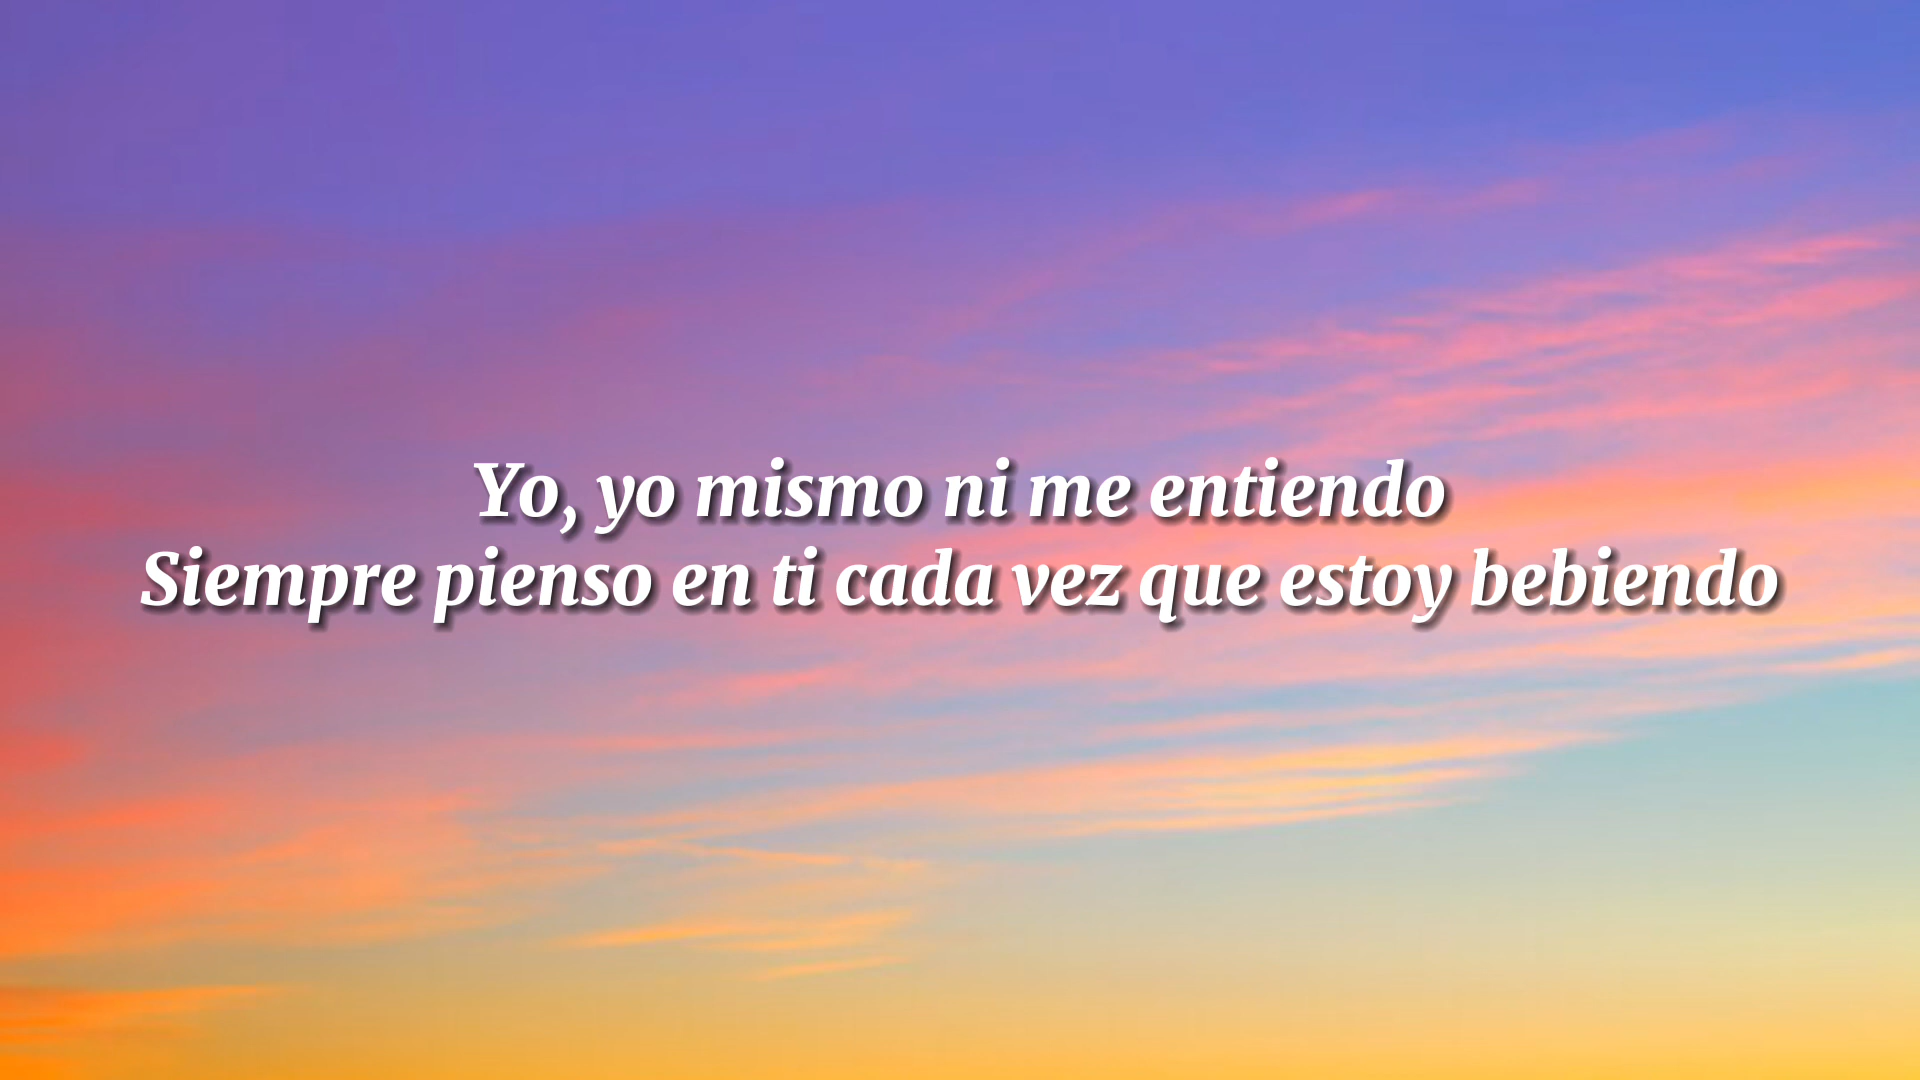 Yo, yo mismo ni me entiendo
Siempre pienso en ti cada vez que estoy bebiendo